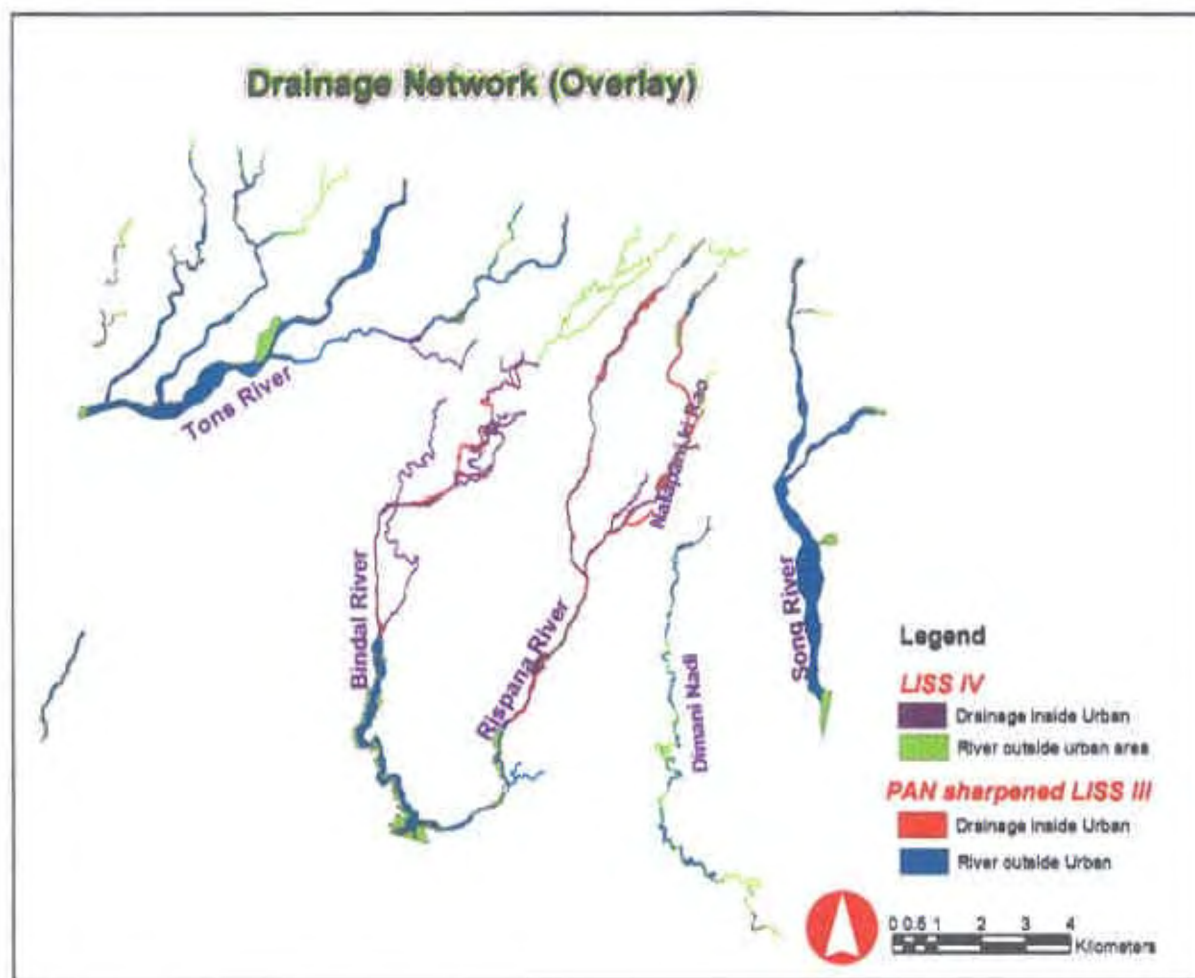 Drainage Network (Overlay)
Tons River
Bindal River
Rispana River
Nalapani ki Rao
Dimani Nadi
Song River
Legend
LISS IV
Drainage Inside Urban
River outside urban area
PAN sharpened LISS III
Drainage Inside Urban
River outside Urban
0 0.5 1 2 3 4
Kilometers